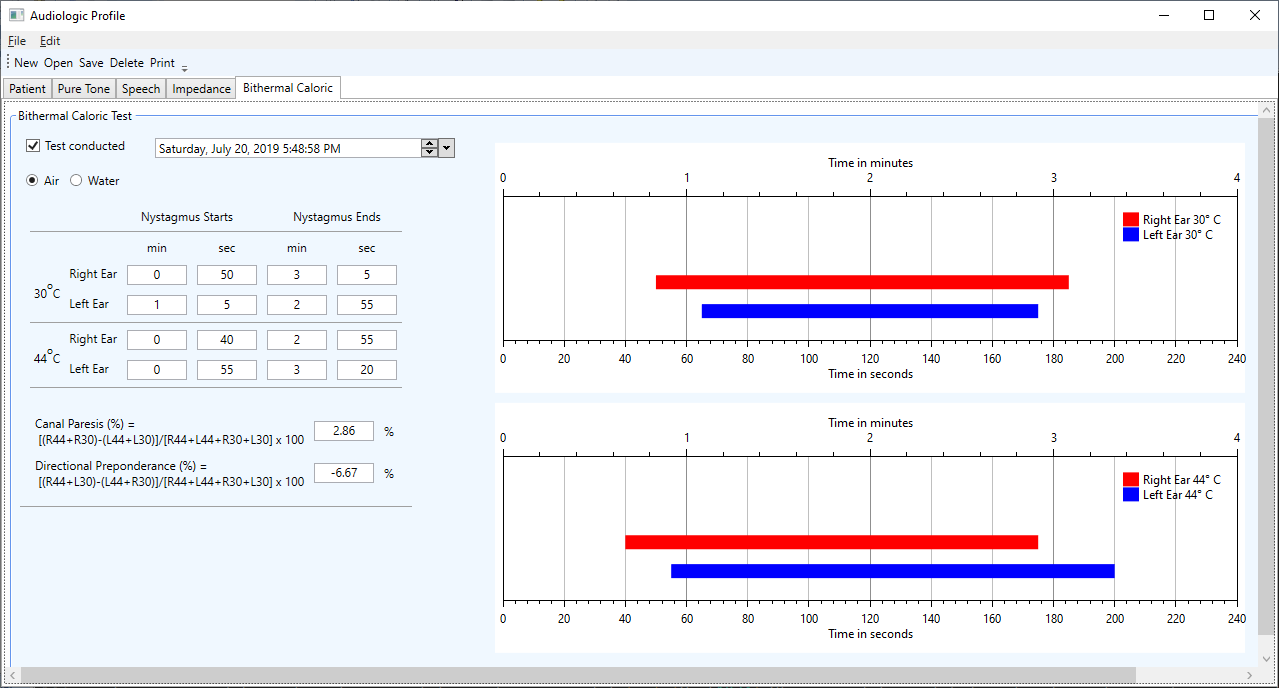 Audiologic Profile
File Edit
New Open Save Delete Print
Patient Pure Tone Speech Impedance Bithermal Caloric
Bithermal Caloric Test
Test conducted
Saturday, July 20, 2019 5:48:58 PM
Air Water
Nystagmus Starts Nystagmus Ends
min sec min sec
30°C
Right Ear 0 50 3 5
Left Ear 1 5 2 55
44°C
Right Ear 0 40 2 55
Left Ear 0 55 3 20
Canal Paresis (%) =
[(R44+R30)-(L44+L30)]/[R44+L44+R30+L30] x 100 2.86 %
Directional Preponderance (%) =
[(R44+L30)-(L44+R30)]/[R44+L44+R30+L30] x 100 -6.67 %
Time in minutes
0 1 2 3 4
Right Ear 30° C
Left Ear 30° C
0 20 40 60 80 100 120 140 160 180 200 220 240
Time in seconds
Time in minutes
0 1 2 3 4
Right Ear 44° C
Left Ear 44° C
0 20 40 60 80 100 120 140 160 180 200 220 240
Time in seconds